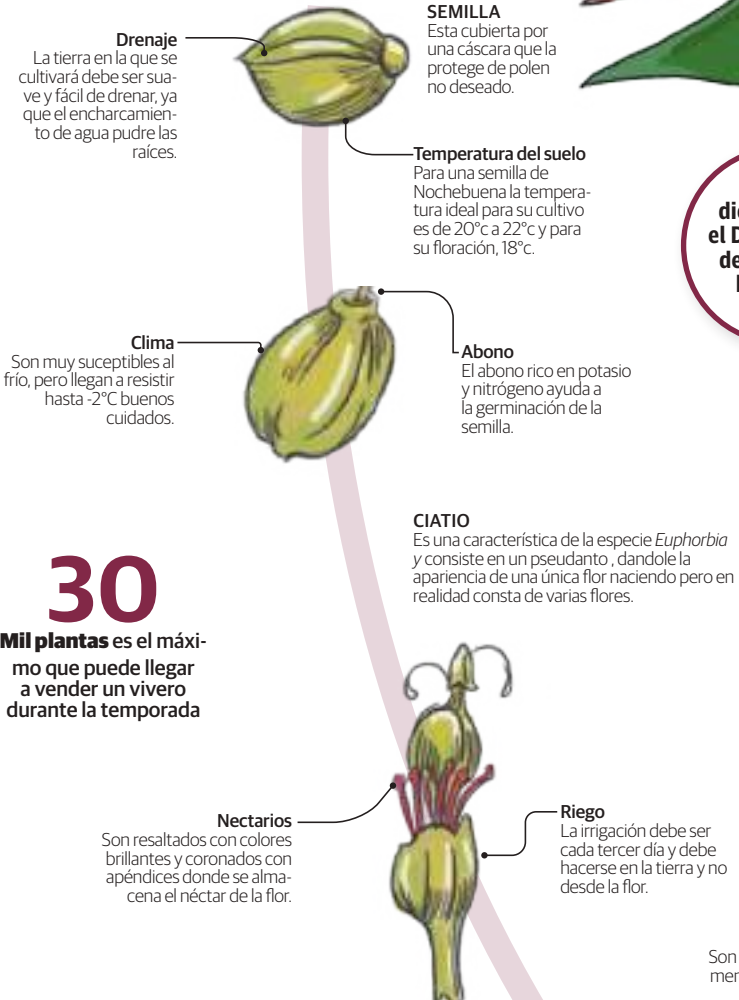 SEMILLA
Esta cubierta por
una cáscara que la
protege de polen
no deseado.
Drenaje
La tierra en la que se
cultivará debe ser sua-
ve y fácil de drenar, ya
que el encharcamien-
to de agua pudre las
raíces.
Temperatura del suelo
Para una semilla de
Nochebuena la tempera-
tura ideal para su cultivo
es de 20°c a 22°c y para
su floración, 18°c.
el D
de
Clima
Son muy suceptibles al
frío, pero llegan a resistir
hasta -2°C buenos
cuidados.
Abono
El abono rico en potasio
y nitrógeno ayuda a
la germinación de la
semilla.
CIATIO
Es una característica de la especie Euphorbia
y consiste en un pseudanto , dandole la
apariencia de una única flor naciendo pero en
realidad consta de varias flores.
30
Mil plantas es el máxi-
mo que puede llegar
a vender un vivero
durante la temporada
Nectarios
Son resaltados con colores
brillantes y coronados con
apéndices donde se alma-
cena el néctar de la flor.
Riego
La irrigación debe ser
cada tercer día y debe
hacerse en la tierra y no
desde la flor.
Son
mer